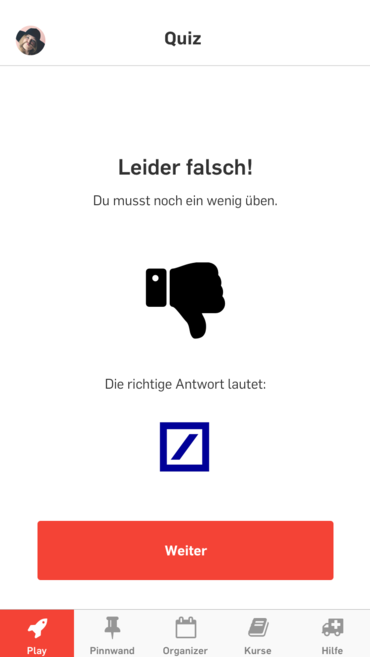 Quiz
Leider falsch!
Du musst noch ein wenig üben.
Die richtige Antwort lautet:
Weiter
Play
Pinnwand
Organizer
Kurse
Hilfe